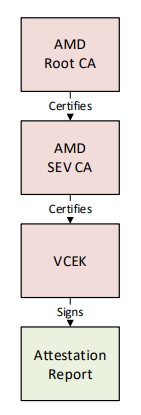 AMD
Root CA
Certifies
AMD
SEV CA
Certifies
VCEK
Signs
Attestation
Report